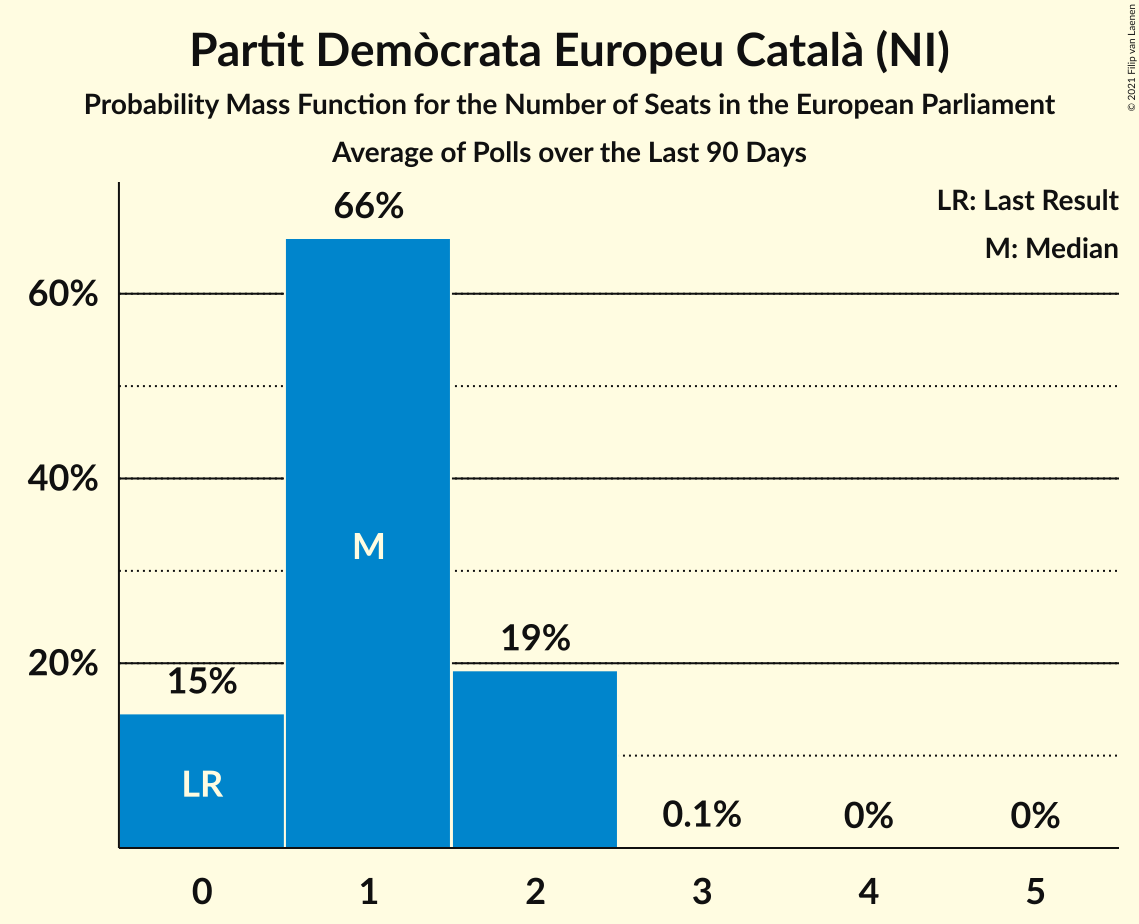 Partit Demòcrata Europeu Català (NI)
Probability Mass Function for the Number of Seats in the European Parliament
Average of Polls over the Last 90 Days
© 2021 Filip van Laenen
LR: Last Result
M: Median
66%
60%
40%
M
19%
20%
15%
LR
0.1%
0%
0%
0
1
2
3
4
5